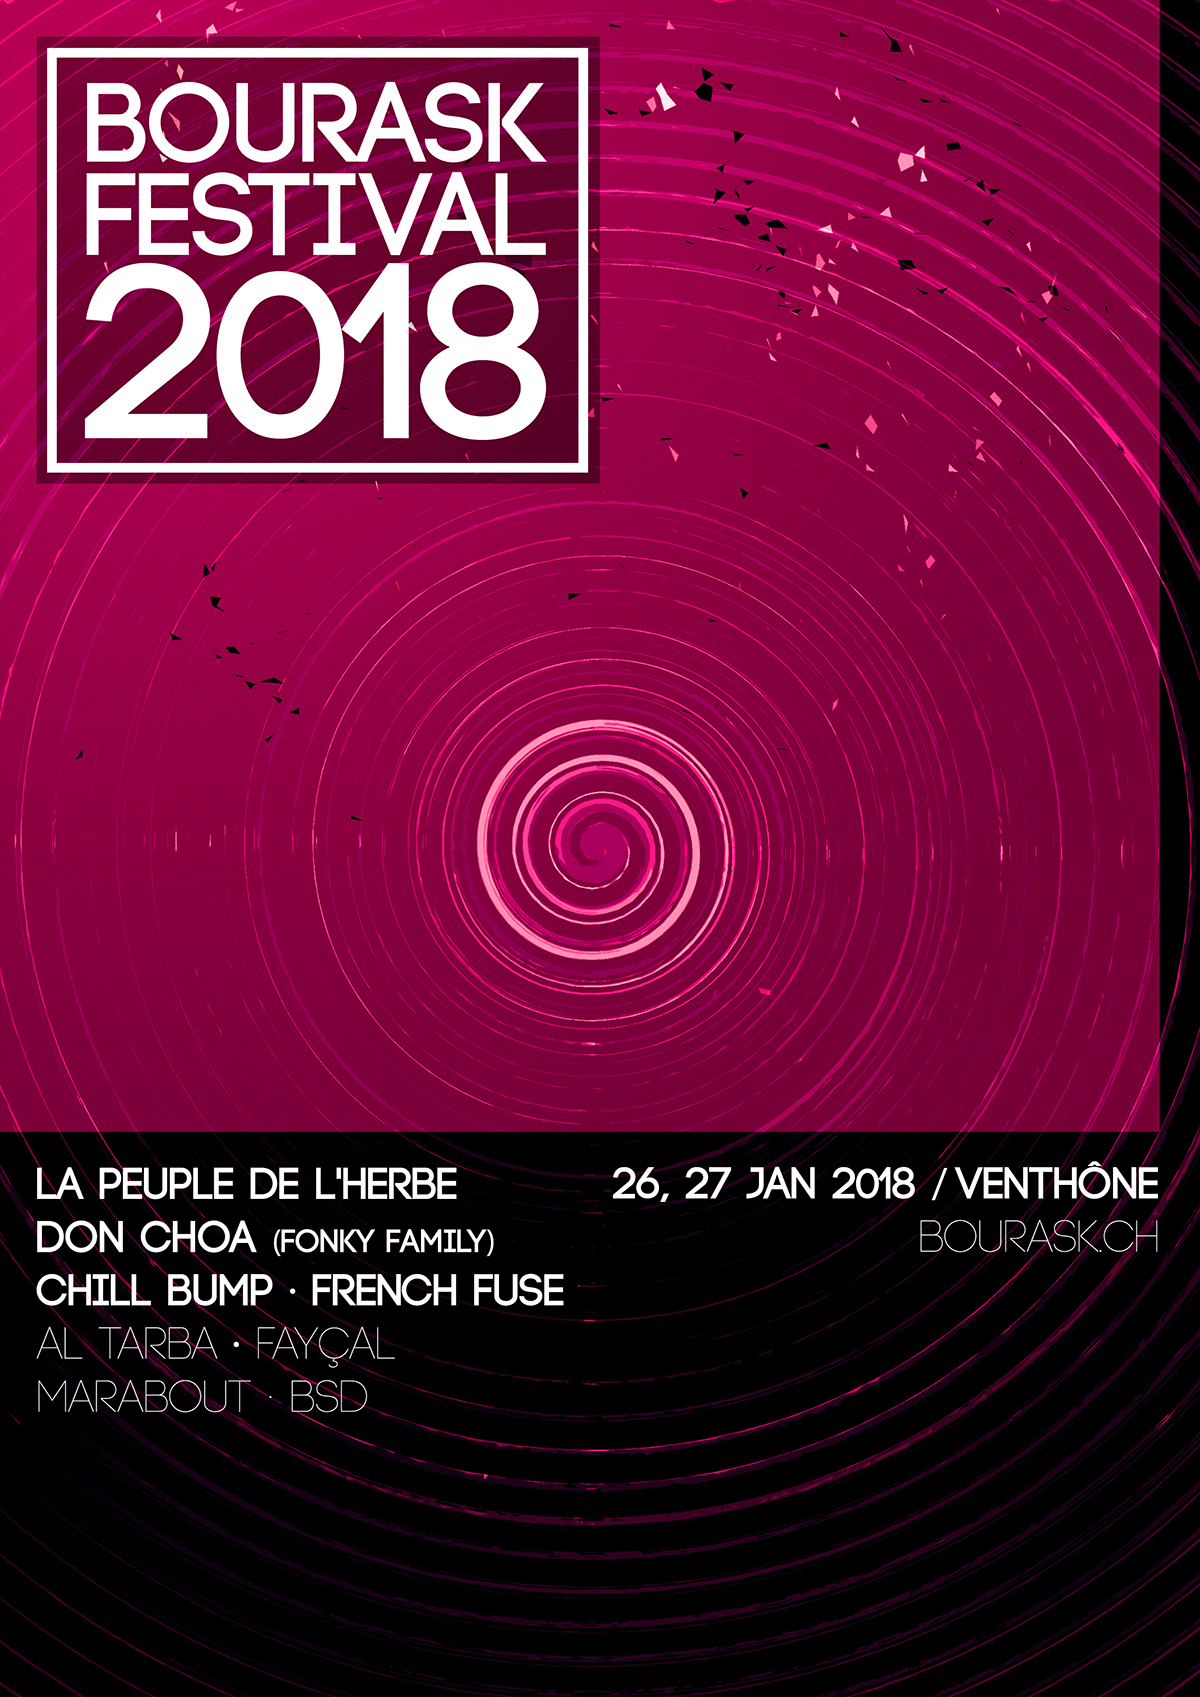 BOURASK
FESTIVAL
2018
LA PEUPLE DE L'HERBE
DON CHOA (FONKY FAMILY)
CHILL BUMP · FRENCH FUSE
AL TARBA · FAYÇAL
MARABOUT · BSD
26, 27 JAN 2018 / VENTHÔNE
BOURASK.CH